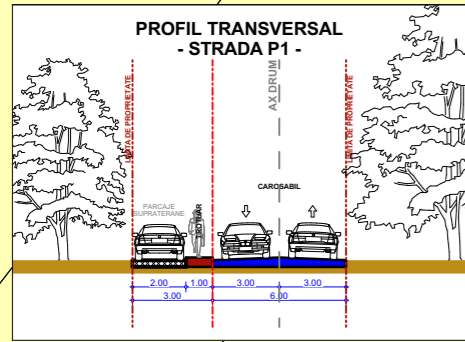 PROFIL TRANSVERSAL
- STRADA P1 -
LIMITA DE PROPRIETATE
AX DRUM
LIMITA DE PROPRIETATE
CAROSABIL
PARCAJE
SUPRATERANE
TROTUAR
2.00 1.00 3.00 3.00
3.00 6.00